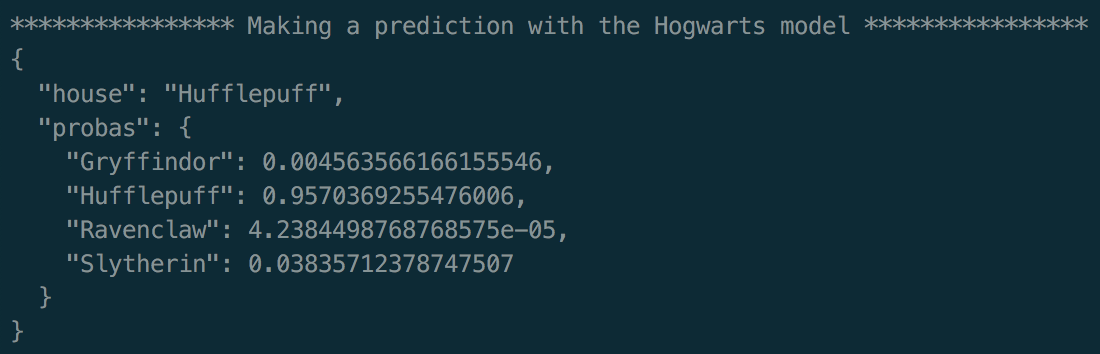 **************** Making a prediction with the Hogwarts model ****************
{
  "house": "Hufflepuff",
  "probas": {
    "Gryffindor": 0.004563566166155546,
    "Hufflepuff": 0.9570369255476006,
    "Ravenclaw": 4.2384498768768575e-05,
    "Slytherin": 0.03835712378747507
  }
}